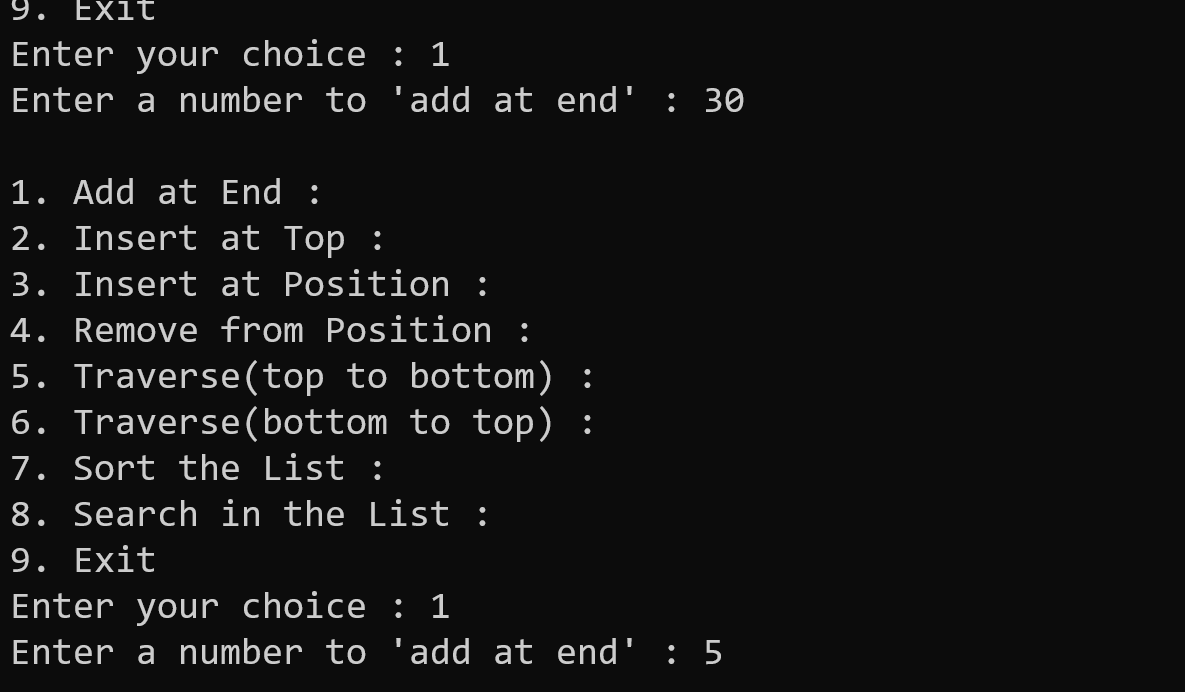 9. Exit
Enter your choice : 1
Enter a number to 'add at end' : 30

1. Add at End :
2. Insert at Top :
3. Insert at Position :
4. Remove from Position :
5. Traverse(top to bottom) :
6. Traverse(bottom to top) :
7. Sort the List :
8. Search in the List :
9. Exit
Enter your choice : 1
Enter a number to 'add at end' : 5